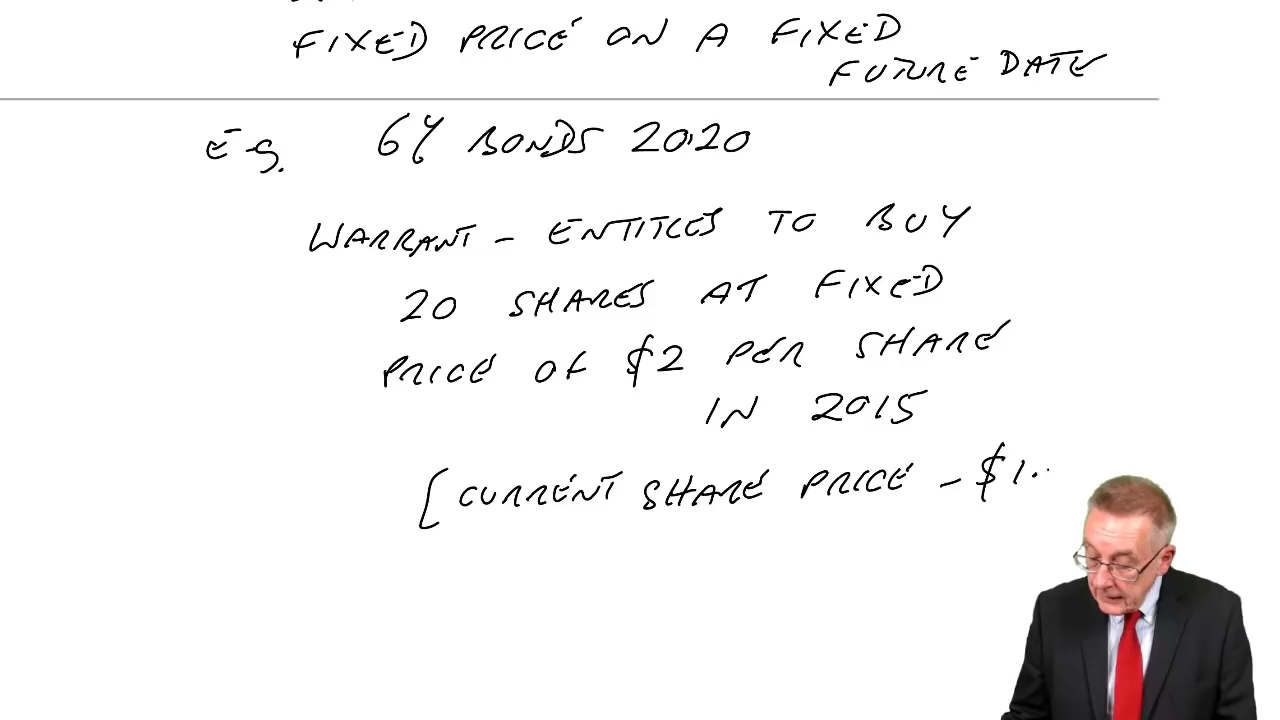 FIXED PRICE ON A FIXED
FUTURE DATE
E.g. 6% BONDS 2020
WARRANT - ENTITLES TO BUY
20 SHARES AT FIXED
PRICE OF $2 PER SHARE
IN 2015
[CURRENT SHARE PRICE - $1.